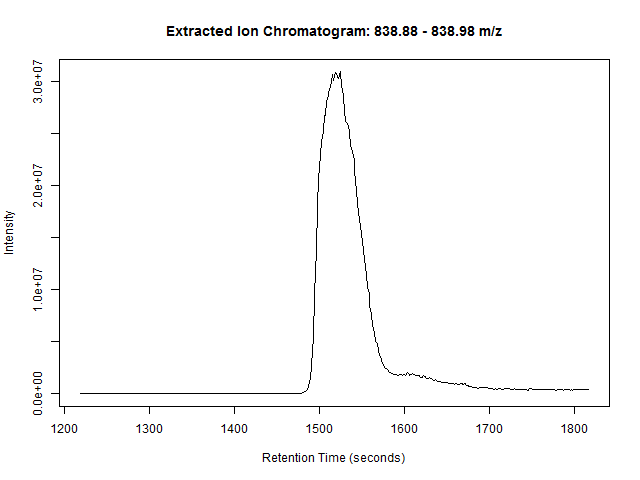 Extracted Ion Chromatogram: 838.88 - 838.98 m/z
Intensity
3.0e+07
2.0e+07
1.0e+07
0.0e+00
1200 1300 1400 1500 1600 1700 1800
Retention Time (seconds)